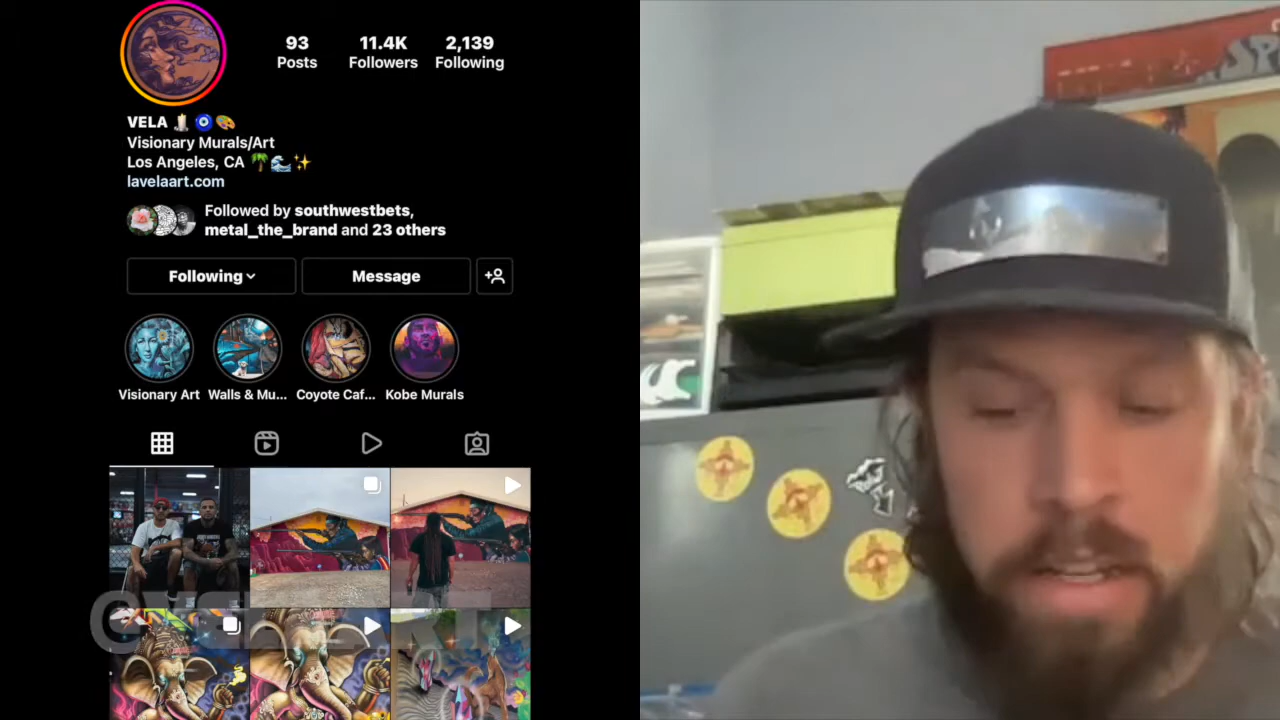 93
Posts
11.4K
Followers
2,139
Following
VELA 🕯️ 🧿 🎨
Visionary Murals/Art
Los Angeles, CA 🌴🌊✨
lavelaart.com
Followed by southwestbets,
metal_the_brand and 23 others
Following
Message
Visionary Art
Walls & Mu...
Coyote Caf...
Kobe Murals